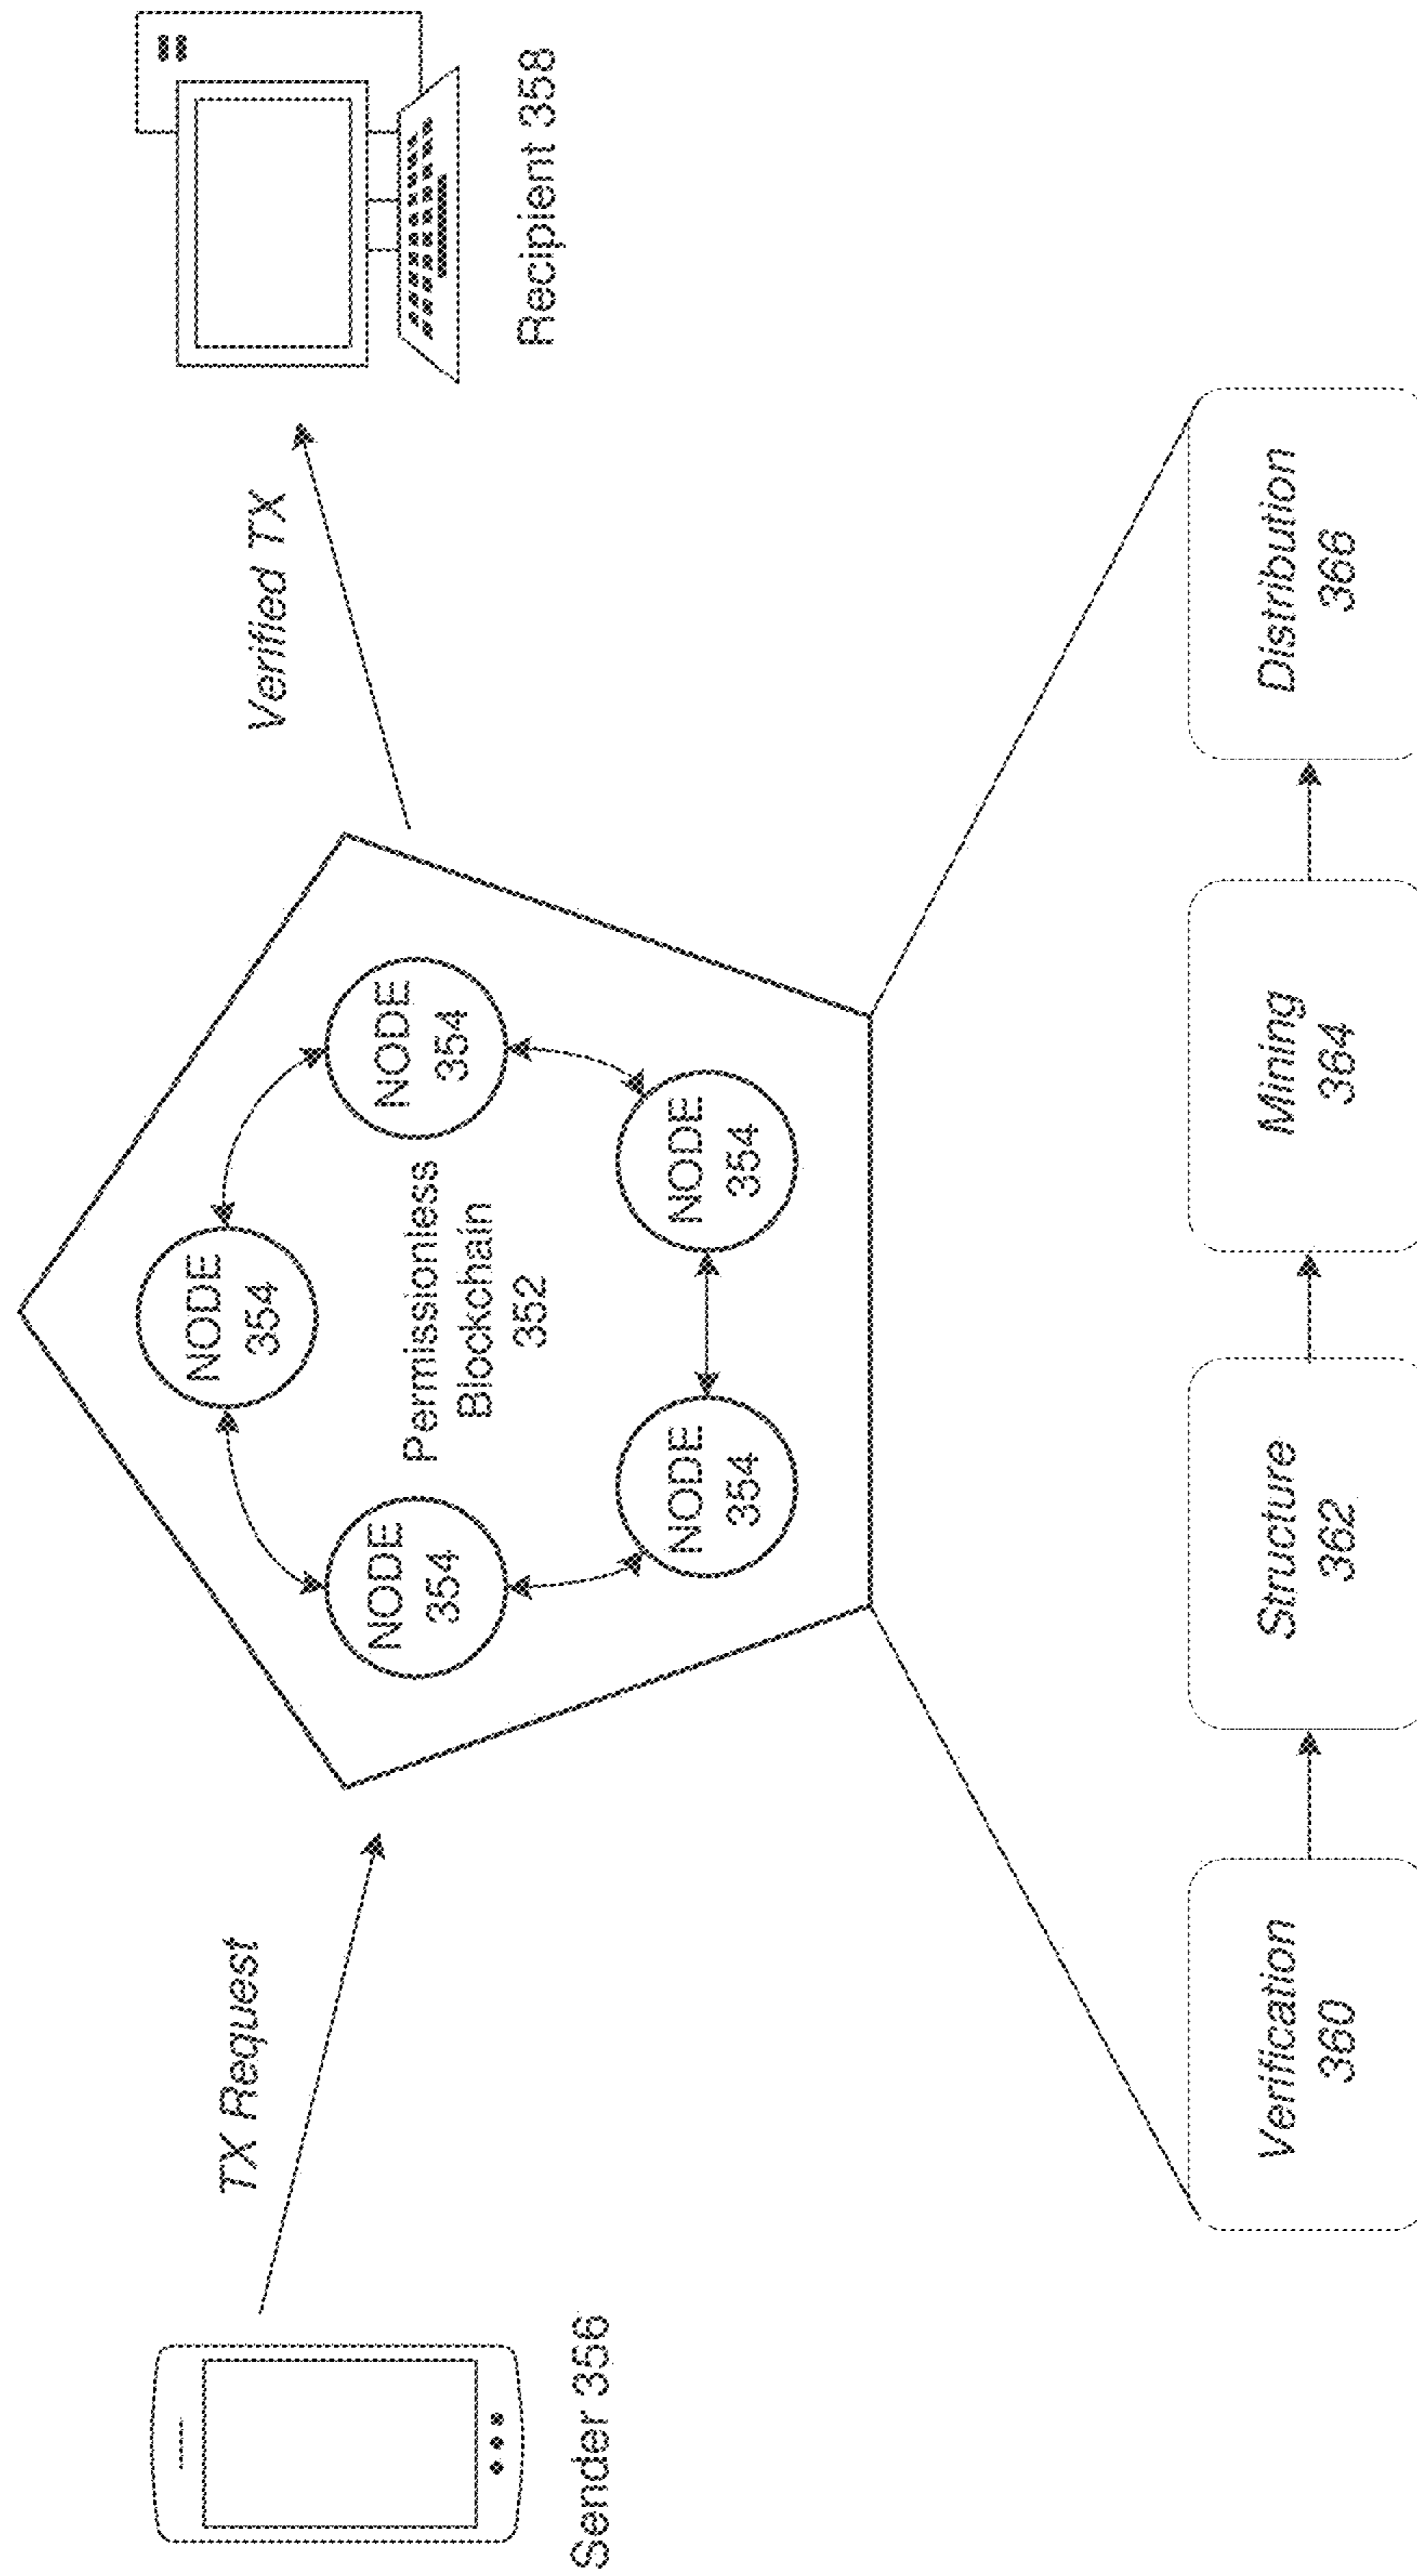 TX Request
Verified TX
Sender 356
Recipient 358
NODE
354
NODE
354
NODE
354
Permissionless
Blockchain
352
NODE
354
NODE
354
Verification
360
Structure
362
Mining
364
Distribution
366